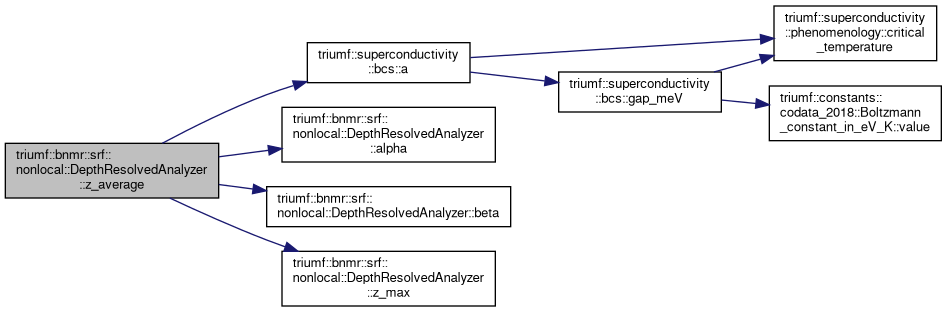 triumf::bnmr::srf::
nonlocal::DepthResolvedAnalyzer
::z_average
triumf::superconductivity
::bcs::a
triumf::bnmr::srf::
nonlocal::DepthResolvedAnalyzer
::alpha
triumf::bnmr::srf::
nonlocal::DepthResolvedAnalyzer::beta
triumf::bnmr::srf::
nonlocal::DepthResolvedAnalyzer
::z_max
triumf::superconductivity
::bcs::gap_meV
triumf::superconductivity
::phenomenology::critical
_temperature
triumf::constants::
codata_2018::Boltzmann
_constant_in_eV_K::value